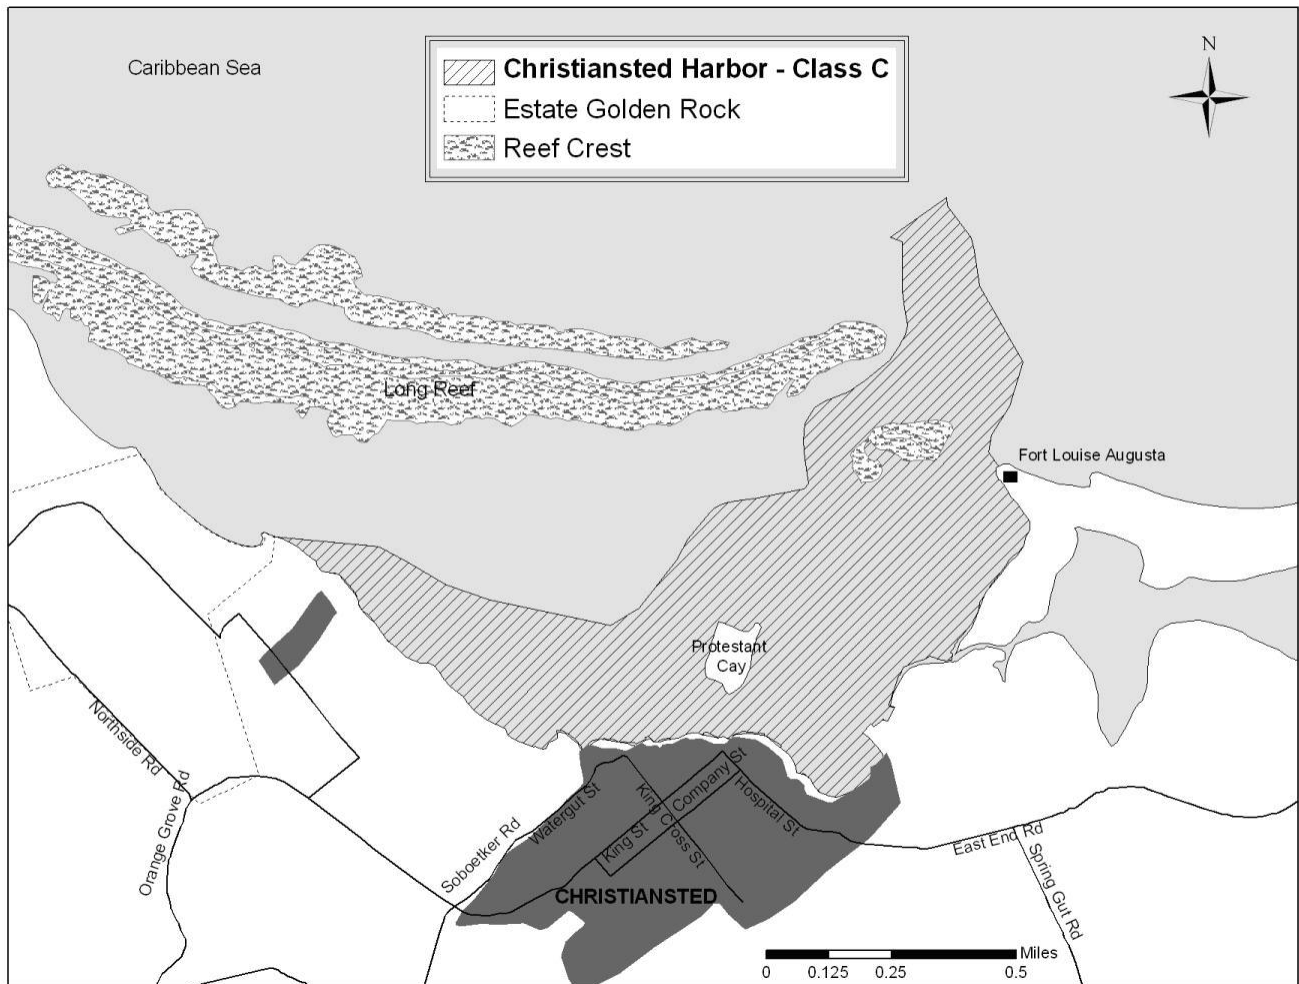 Caribbean Sea
N
Christiansted Harbor - Class C
Estate Golden Rock
Reef Crest
Long Reef
Fort Louise Augusta
Protestant
Cay
Northside Rd
Orange Grove Rd
Soboetker Rd
Watergut St
King St
King Cross St
Company St
Hospital St
East End Rd
Spring Gut Rd
CHRISTIANSTED
Miles
0 0.125 0.25 0.5